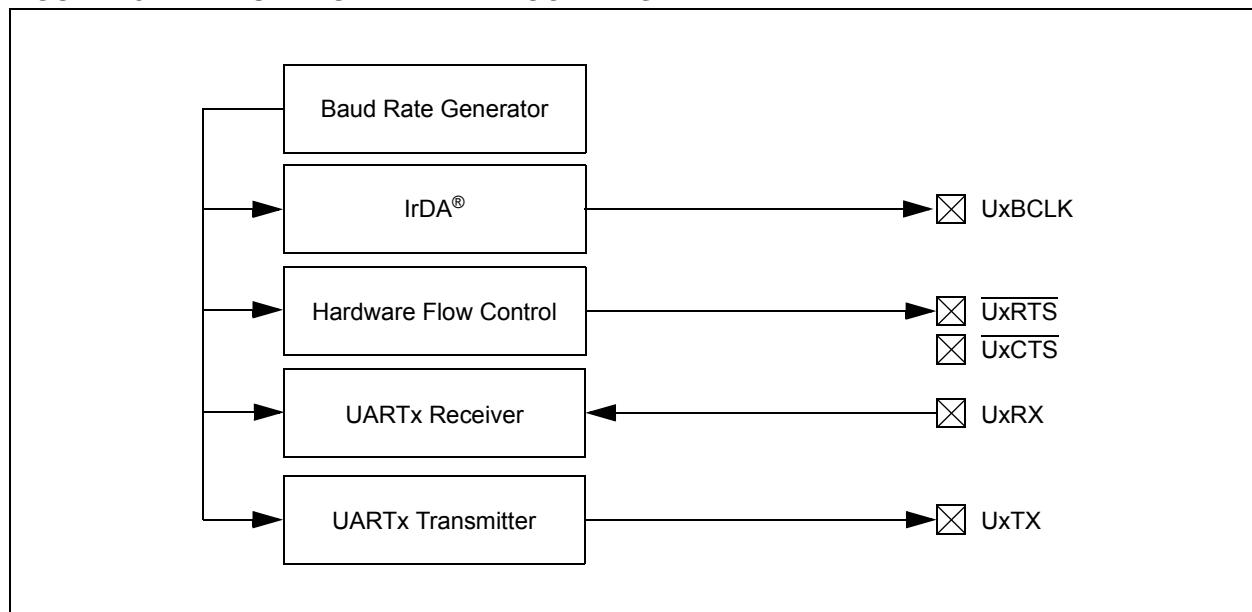 Baud Rate Generator
IrDA®
UxBCLK
Hardware Flow Control
UxRTS
UxCTS
UARTx Receiver
UxRX
UARTx Transmitter
UxTX